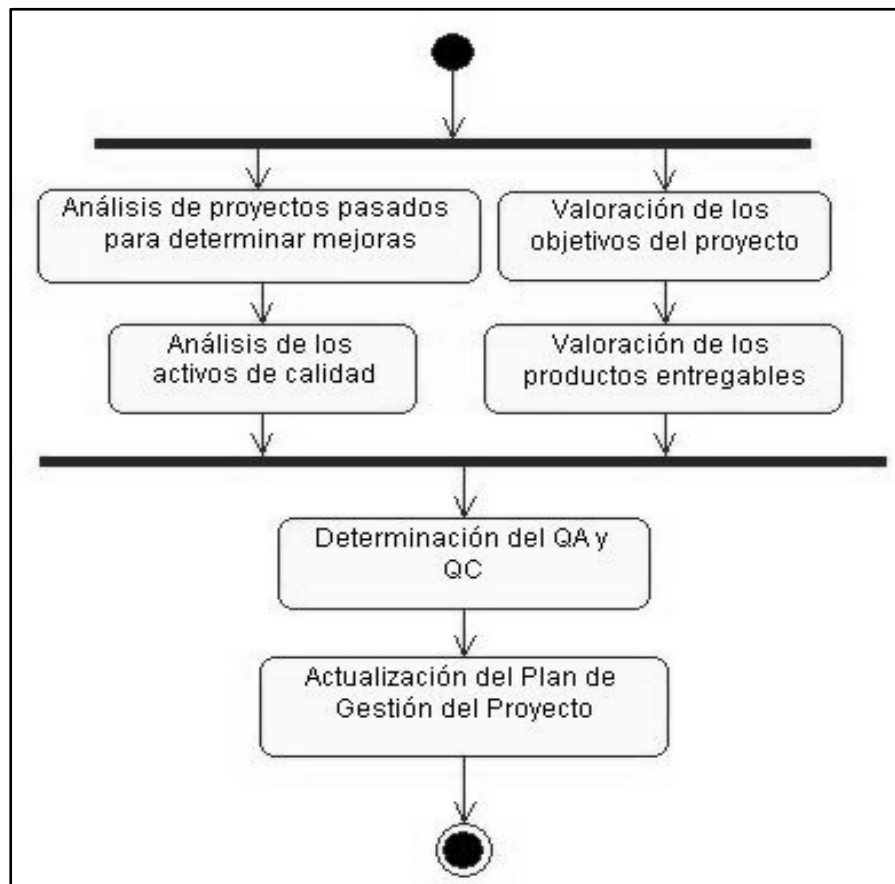 Análisis de proyectos pasados
para determinar mejoras
Valoración de los
objetivos del proyecto
Análisis de los
activos de calidad
Valoración de los
productos entregables
Determinación del QA y
QC
Actualización del Plan de
Gestión del Proyecto